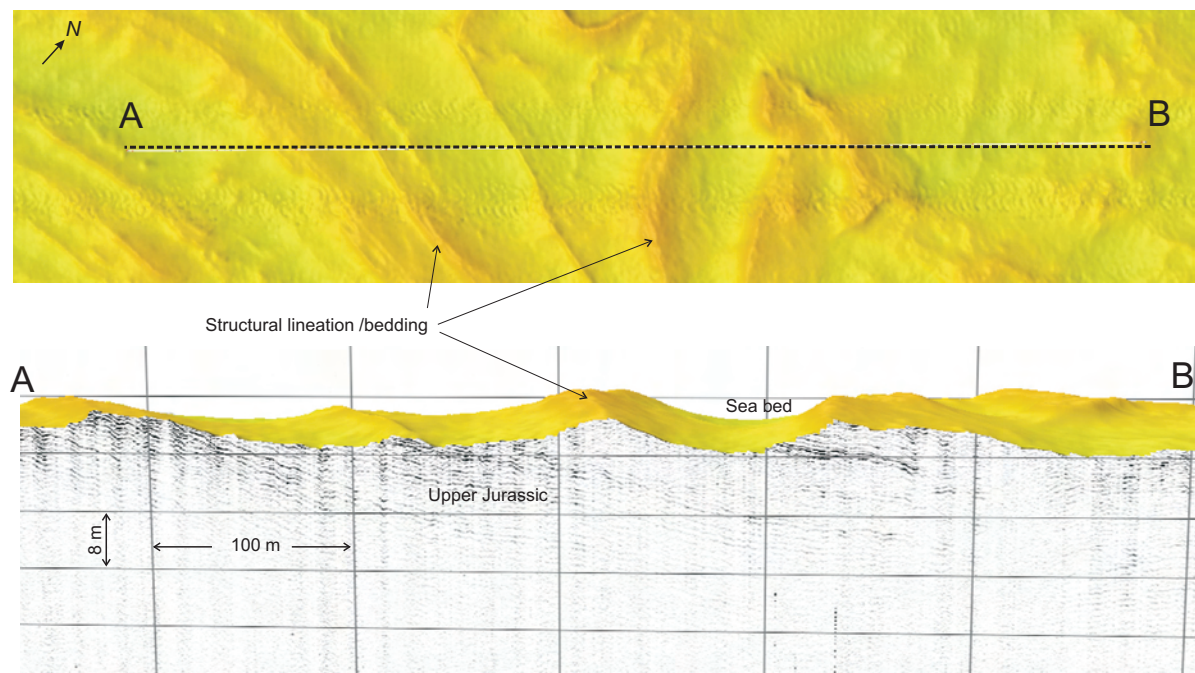 N
A
B
Structural lineation /bedding
A
B
Sea bed
Upper Jurassic
8 m
100 m